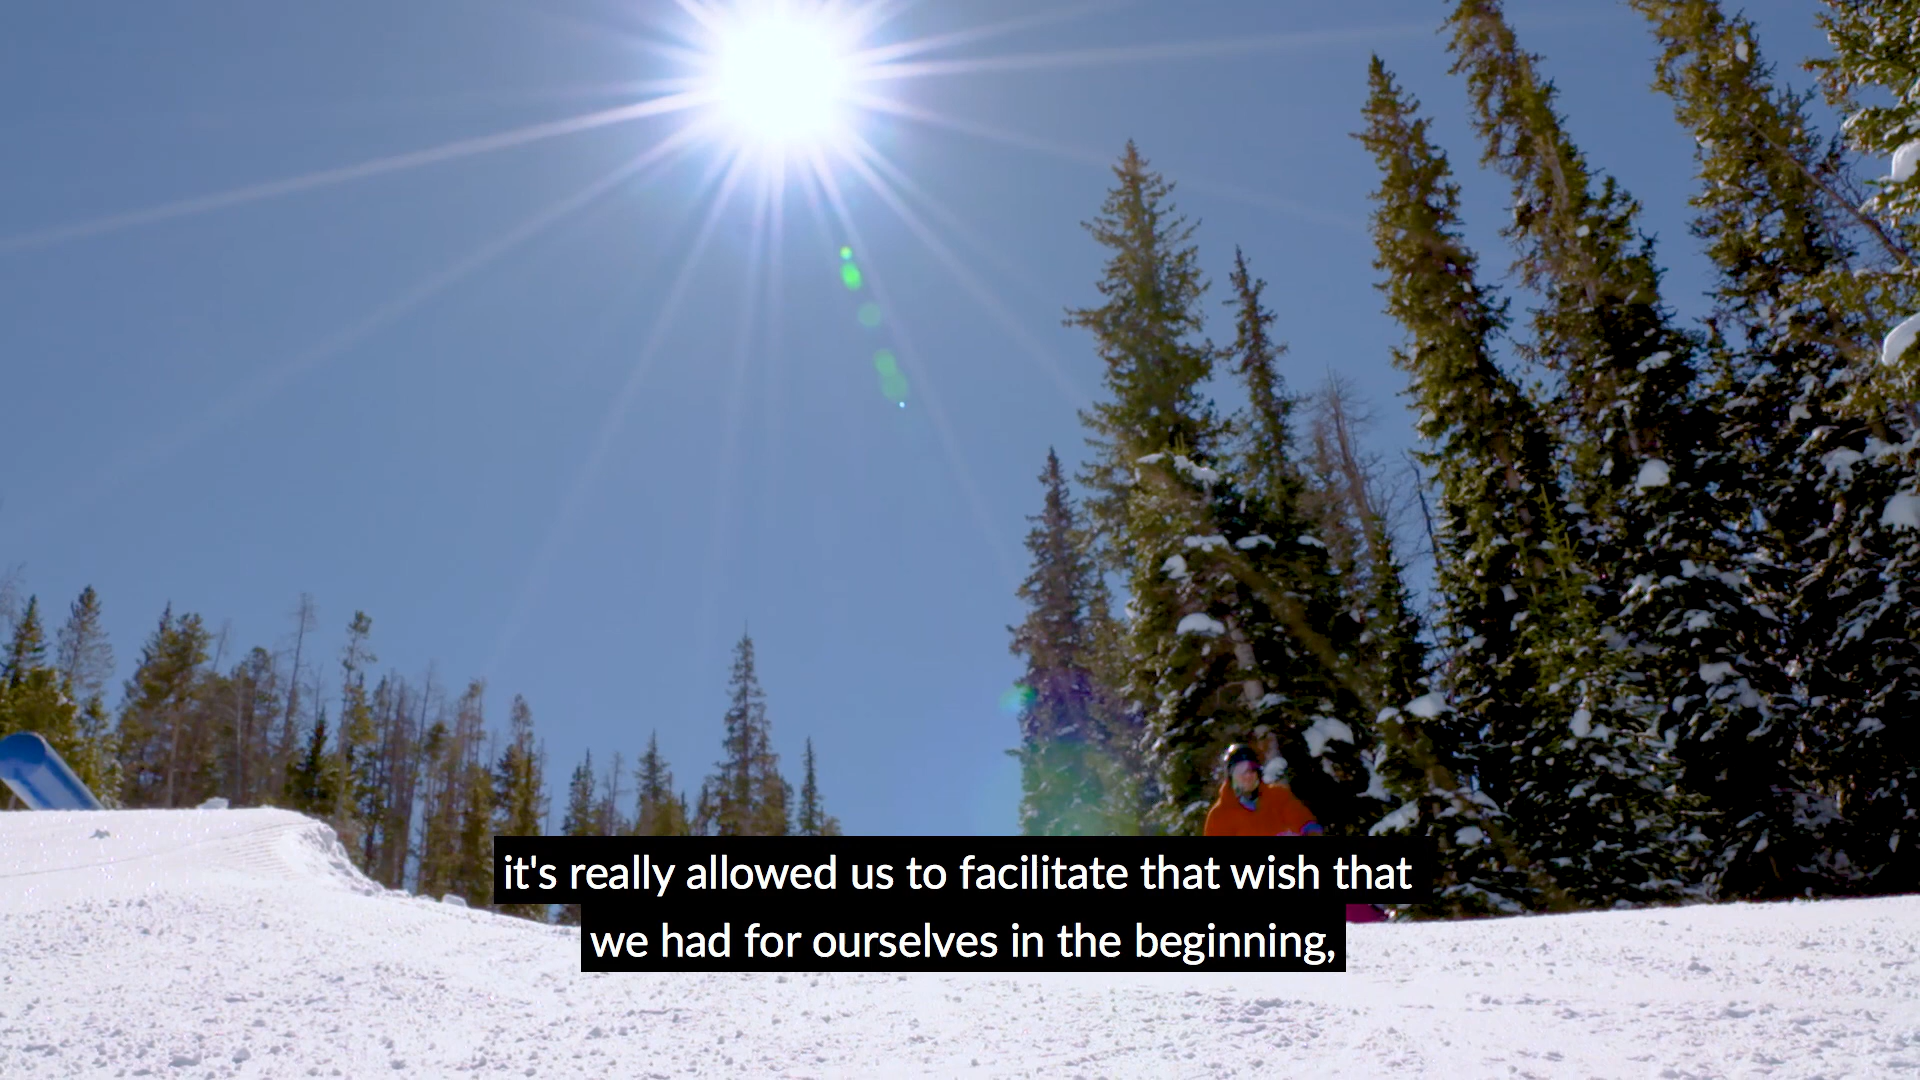 it's really allowed us to facilitate that wish that
we had for ourselves in the beginning,